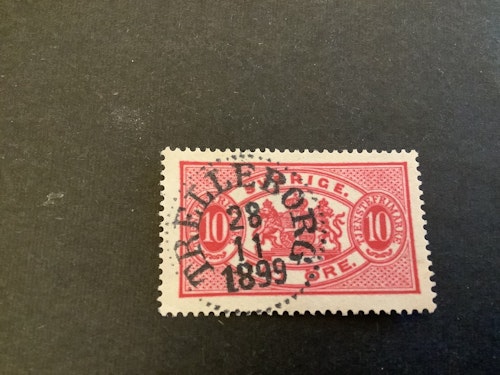 SVERIGE.
10
10
TJENSTEFRIMÄRKE
ÖRE.
TRELLEBORG
28
11
1899